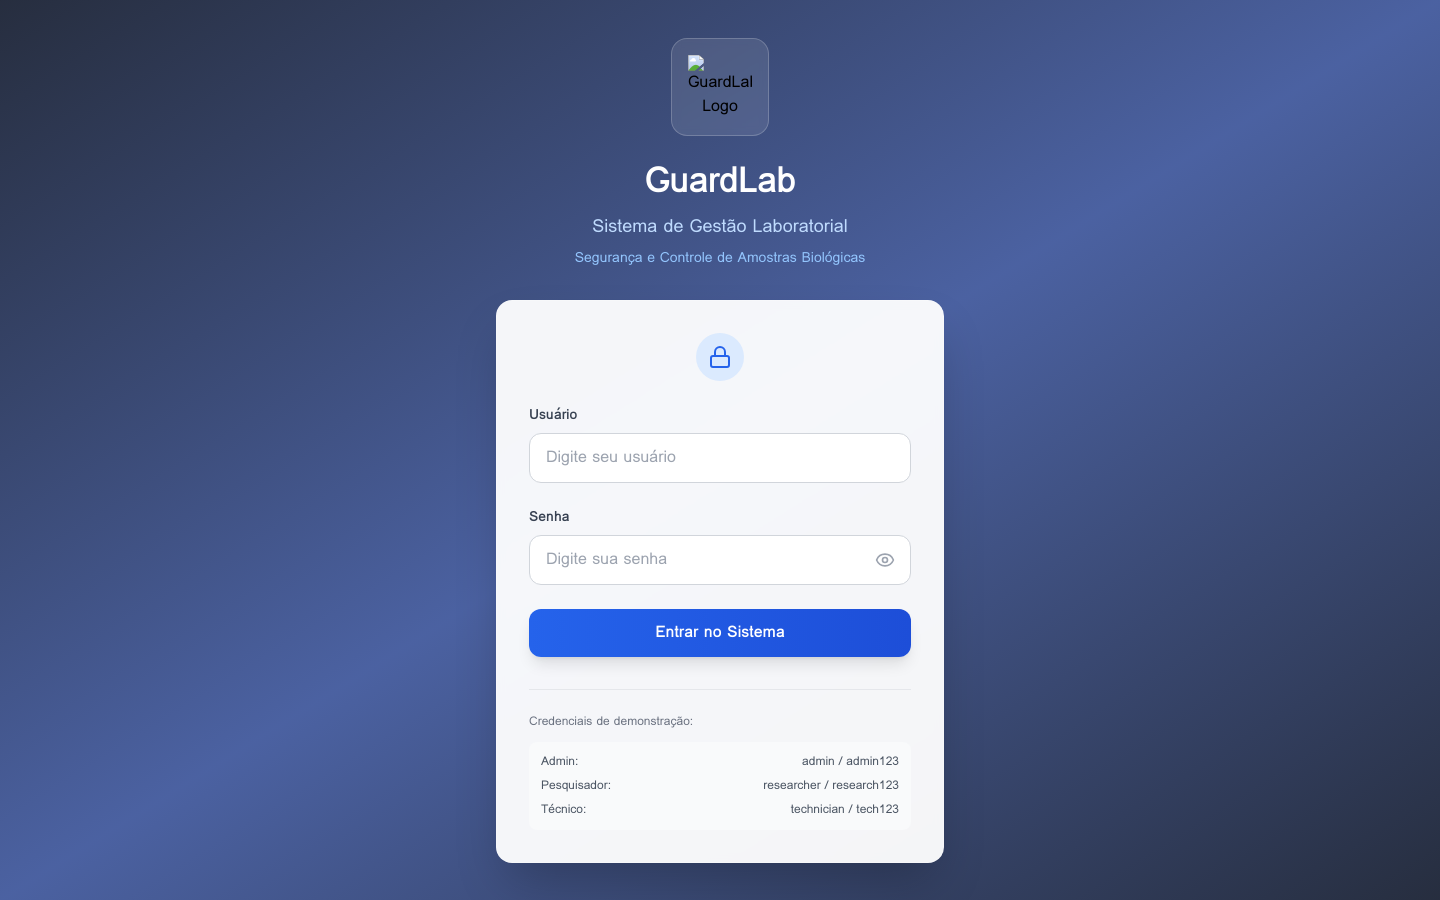 GuardLal
Logo
GuardLab
Sistema de Gestão Laboratorial
Segurança e Controle de Amostras Biológicas
Usuário
Digite seu usuário
Senha
Digite sua senha
Entrar no Sistema
Credenciais de demonstração:
Admin: admin / admin123
Pesquisador: researcher / research123
Técnico: technician / tech123